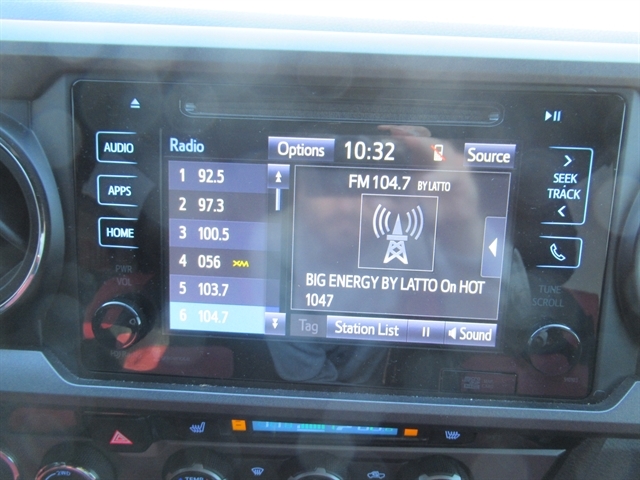 Radio
Options
10:32
Source
AUDIO
APPS
HOME
PWR
VOL
1 92.5
2 97.3
3 100.5
4 056 XM
5 103.7
6 104.7
FM 104.7 BY LATTO
BIG ENERGY BY LATTO On HOT
1047
Tag
Station List
Sound
SEEK
TRACK
TUNE
SCROLL
TEMP